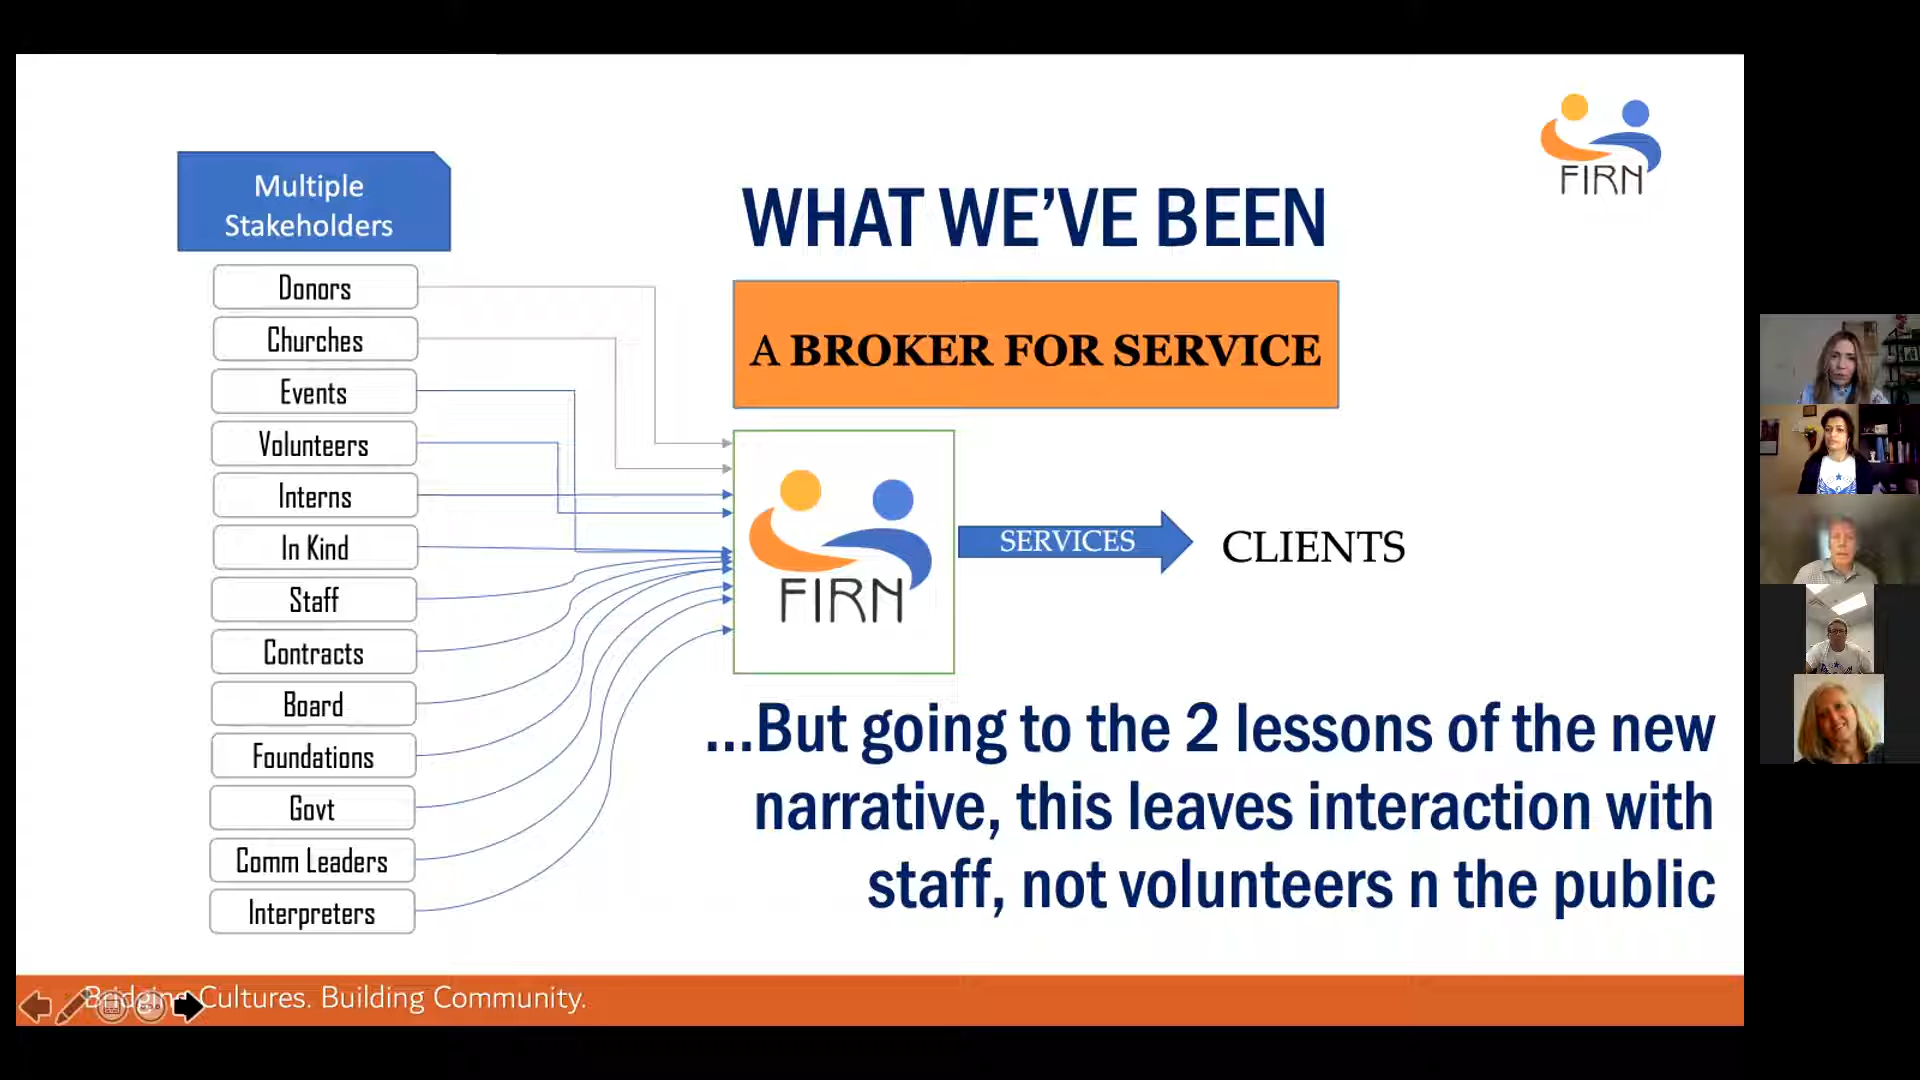 FIRN
Multiple
Stakeholders
WHAT WE’VE BEEN
Donors
Churches
Events
Volunteers
Interns
In Kind
Staff
Contracts
Board
Foundations
Govt
Comm Leaders
Interpreters
A BROKER FOR SERVICE
FIRN
SERVICES
CLIENTS
...But going to the 2 lessons of the new
narrative, this leaves interaction with
staff, not volunteers n the public
Bridging Cultures. Building Community.